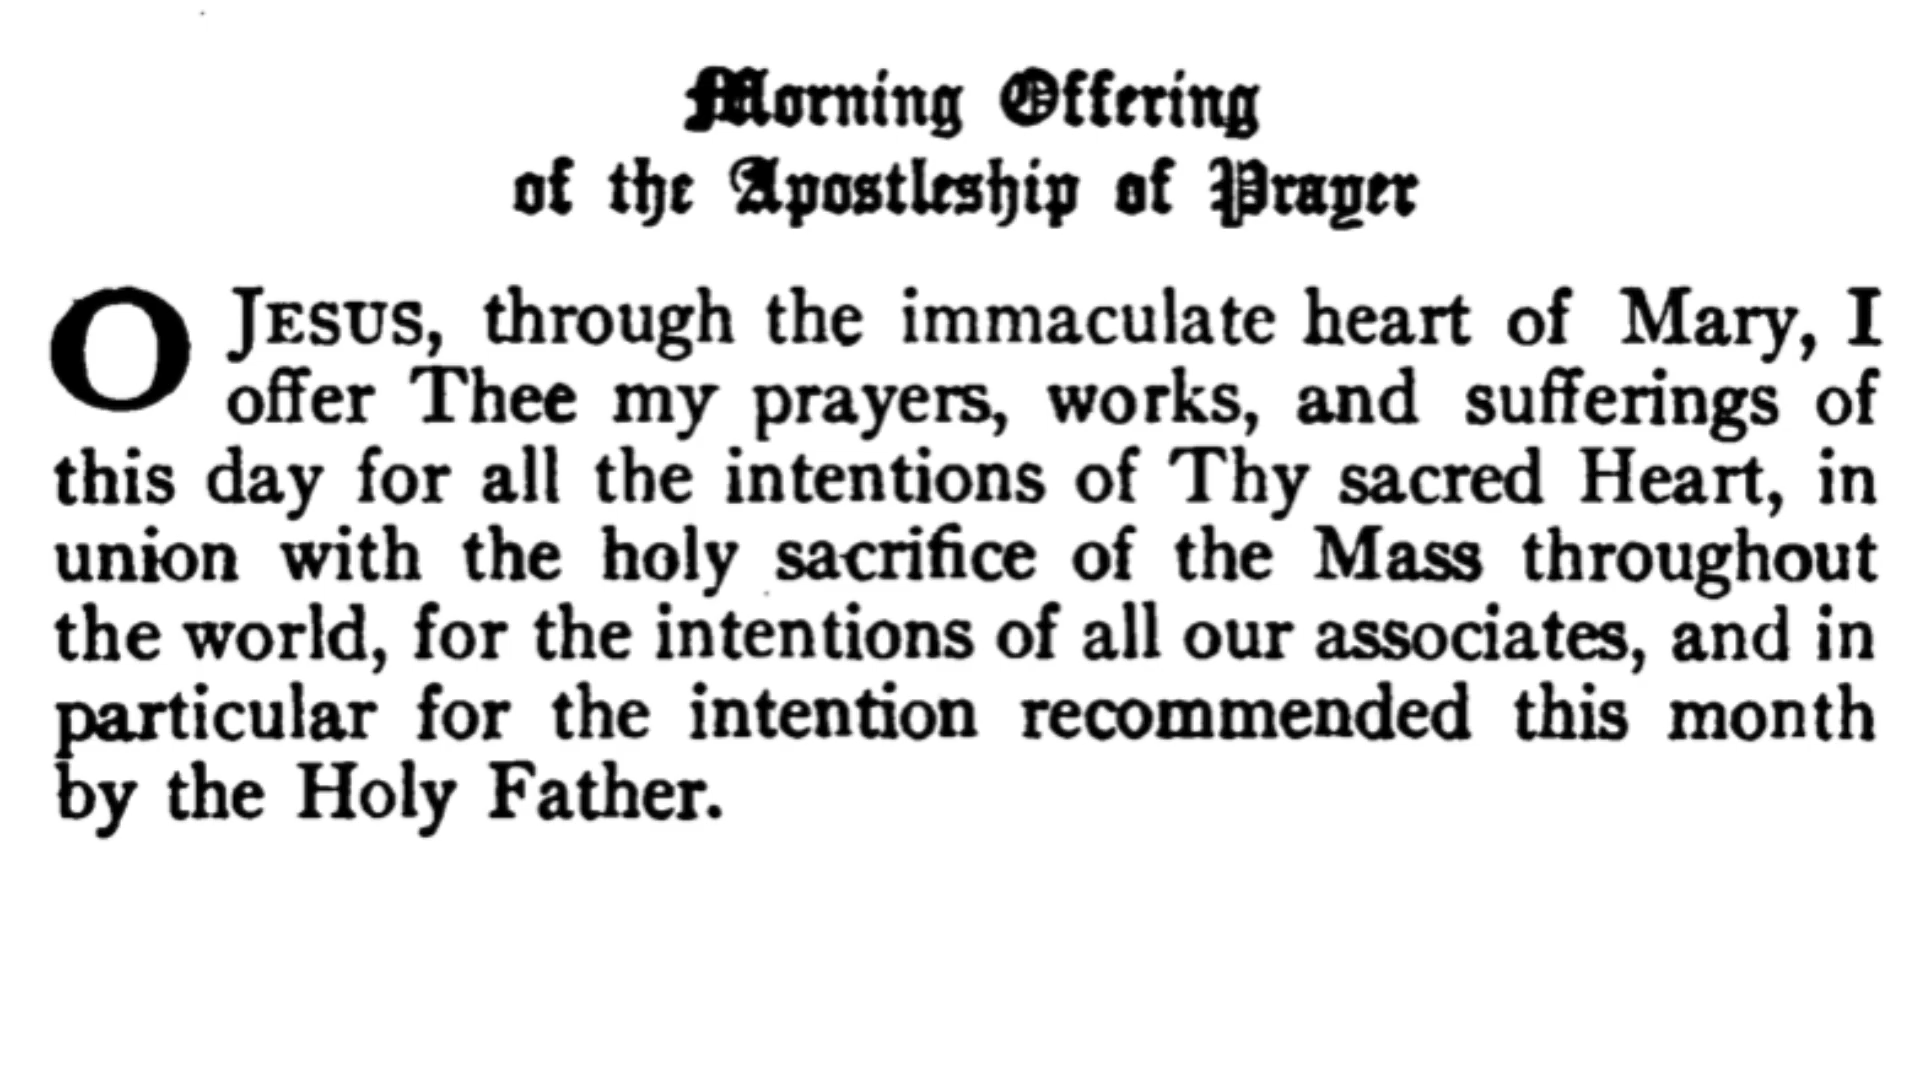 Morning Offering
of the Apostleship of Prayer
O JESUS, through the immaculate heart of Mary, I
offer Thee my prayers, works, and sufferings of
this day for all the intentions of Thy sacred Heart, in
union with the holy sacrifice of the Mass throughout
the world, for the intentions of all our associates, and in
particular for the intention recommended this month
by the Holy Father.